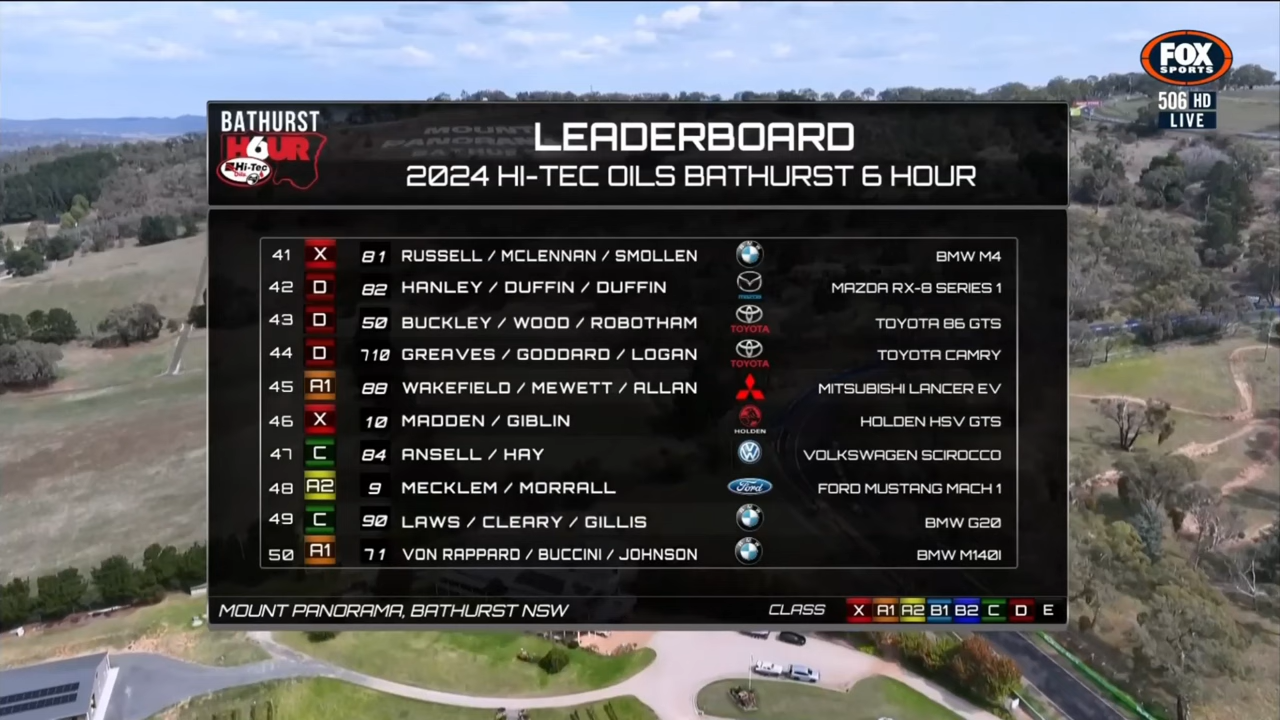 FOX
SPORTS
506 HD
LIVE
BATHURST
H6UR
Hi-Tec
Oils
LEADERBOARD
2024 HI-TEC OILS BATHURST 6 HOUR
41 X 81 RUSSELL / MCLENNAN / SMOLLEN BMW M4
42 D 82 HANLEY / DUFFIN / DUFFIN mazda MAZDA RX-8 SERIES 1
43 D 50 BUCKLEY / WOOD / ROBOTHAM TOYOTA TOYOTA 86 GTS
44 D 710 GREAVES / GODDARD / LOGAN TOYOTA TOYOTA CAMRY
45 A1 88 WAKEFIELD / MEWETT / ALLAN MITSUBISHI LANCER EV
46 X 10 MADDEN / GIBLIN HOLDEN HOLDEN HSV GTS
47 C 84 ANSELL / HAY VOLKSWAGEN SCIROCCO
48 A2 9 MECKLEM / MORRALL Ford FORD MUSTANG MACH 1
49 C 90 LAWS / CLEARY / GILLIS BMW G20
50 A1 71 VON RAPPARD / BUCCINI / JOHNSON BMW M140I
MOUNT PANORAMA, BATHURST NSW CLASS X A1 A2 B1 B2 C D E